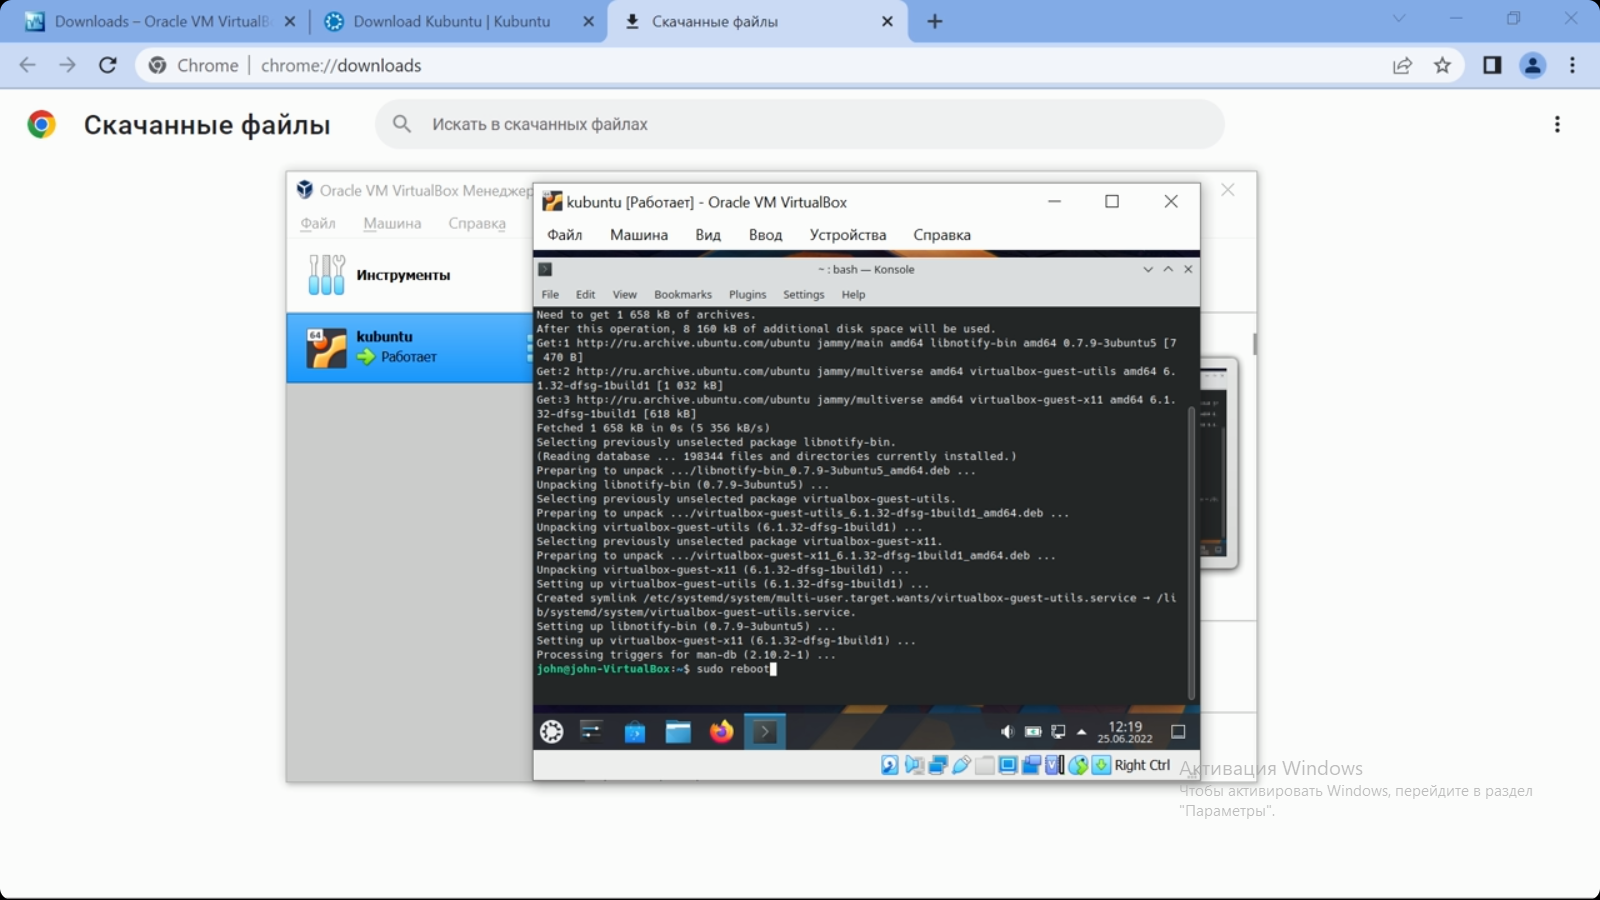 Downloads – Oracle VM VirtualB
Download Kubuntu | Kubuntu
Скачанные файлы
Chrome
chrome://downloads
Скачанные файлы
Искать в скачанных файлах
Oracle VM VirtualBox Менеджер
Файл Машина Справка
Инструменты
64
kubuntu
Работает
kubuntu [Работает] - Oracle VM VirtualBox
Файл Машина Вид Ввод Устройства Справка
~ : bash — Konsole
File Edit View Bookmarks Plugins Settings Help
Need to get 1 658 kB of archives.
After this operation, 8 160 kB of additional disk space will be used.
Get:1 http://ru.archive.ubuntu.com/ubuntu jammy/main amd64 libnotify-bin amd64 0.7.9-3ubuntu5 [7
470 B]
Get:2 http://ru.archive.ubuntu.com/ubuntu jammy/multiverse amd64 virtualbox-guest-utils amd64 6.
1.32-dfsg-1build1 [1 032 kB]
Get:3 http://ru.archive.ubuntu.com/ubuntu jammy/multiverse amd64 virtualbox-guest-x11 amd64 6.1.
32-dfsg-1build1 [618 kB]
Fetched 1 658 kB in 0s (5 356 kB/s)
Selecting previously unselected package libnotify-bin.
(Reading database ... 198344 files and directories currently installed.)
Preparing to unpack .../libnotify-bin_0.7.9-3ubuntu5_amd64.deb ...
Unpacking libnotify-bin (0.7.9-3ubuntu5) ...
Selecting previously unselected package virtualbox-guest-utils.
Preparing to unpack .../virtualbox-guest-utils_6.1.32-dfsg-1build1_amd64.deb ...
Unpacking virtualbox-guest-utils (6.1.32-dfsg-1build1) ...
Selecting previously unselected package virtualbox-guest-x11.
Preparing to unpack .../virtualbox-guest-x11_6.1.32-dfsg-1build1_amd64.deb ...
Unpacking virtualbox-guest-x11 (6.1.32-dfsg-1build1) ...
Setting up virtualbox-guest-utils (6.1.32-dfsg-1build1) ...
Created symlink /etc/systemd/system/multi-user.target.wants/virtualbox-guest-utils.service → /li
b/systemd/system/virtualbox-guest-utils.service.
Setting up libnotify-bin (0.7.9-3ubuntu5) ...
Setting up virtualbox-guest-x11 (6.1.32-dfsg-1build1) ...
Processing triggers for man-db (2.10.2-1) ...
john@john-VirtualBox:~$ sudo reboot
12:19
25.06.2022
Right Ctrl
Активация Windows
Чтобы активировать Windows, перейдите в раздел
"Параметры".